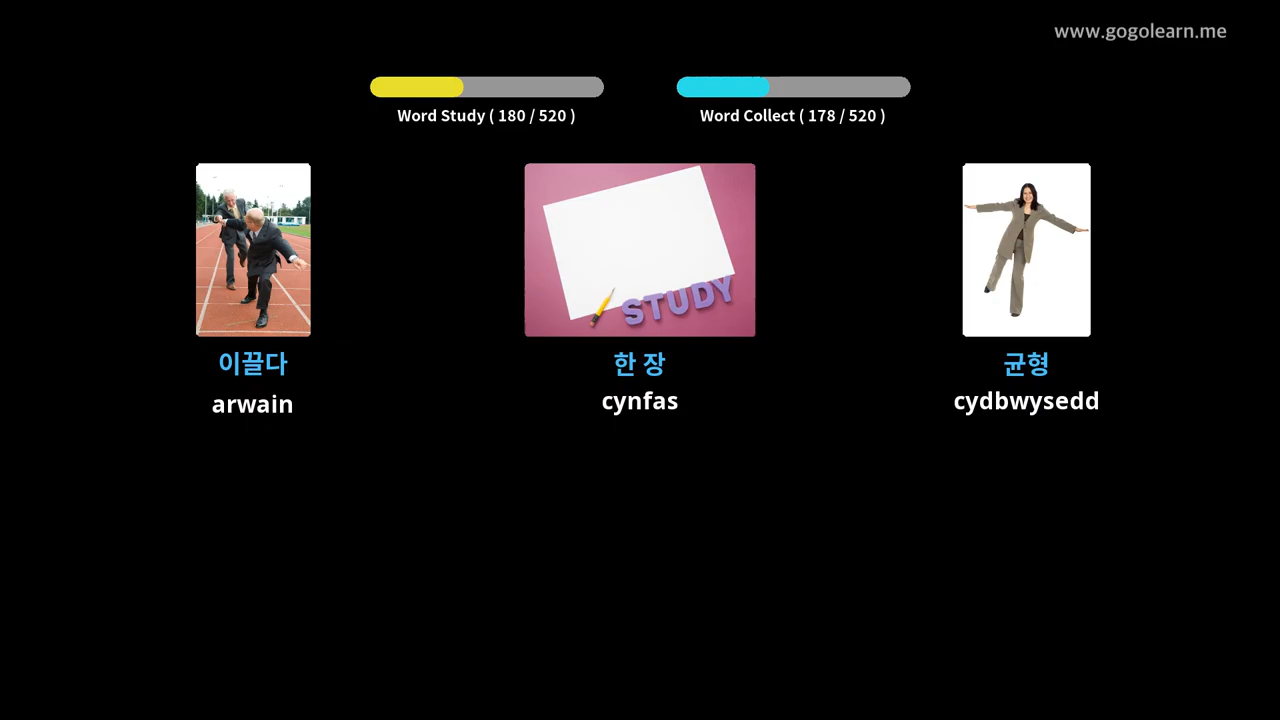 www.gogolearn.me
Word Study ( 180 / 520 )
Word Collect ( 178 / 520 )
STUDY
이끌다
한 장
균형
arwain
cynfas
cydbwysedd